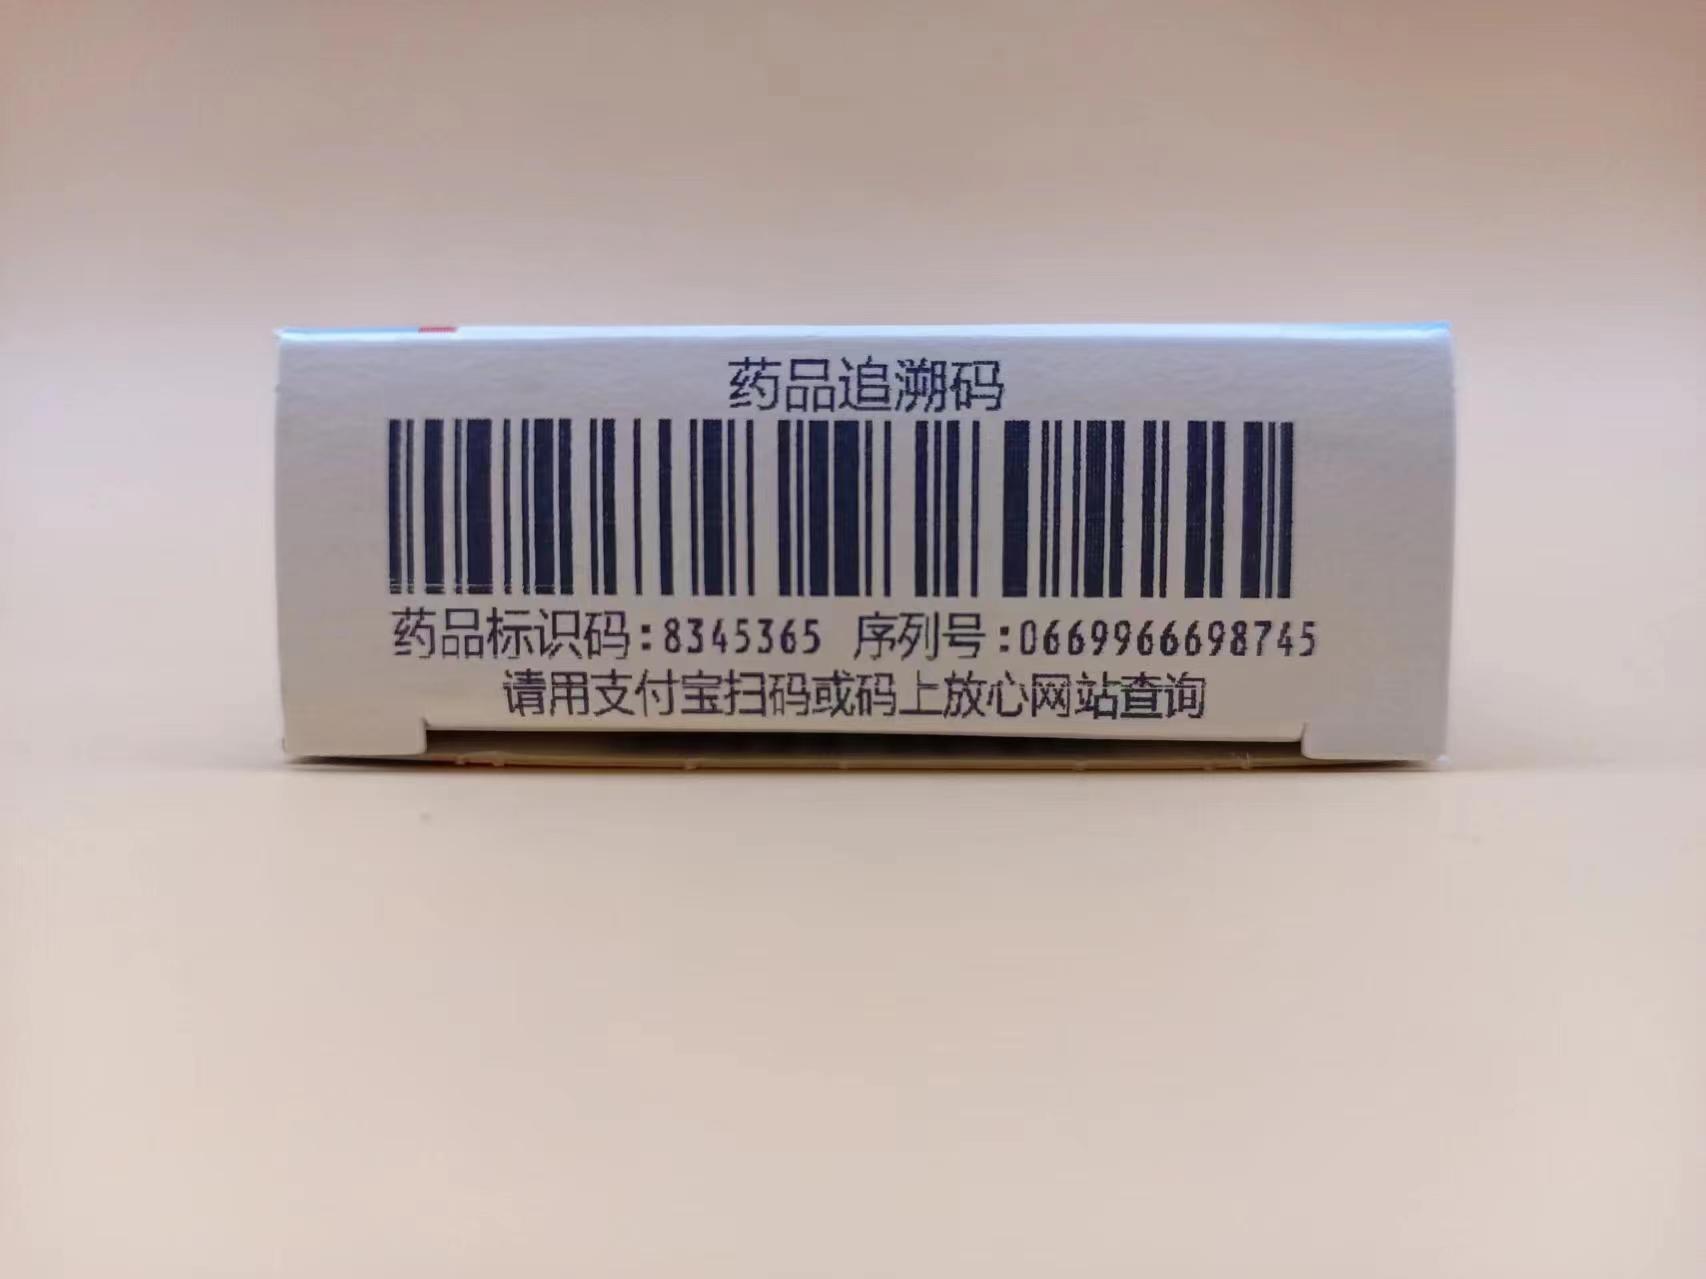 药品追溯码
药品标识码:8345365 序列号:0669966698745
请用支付宝扫码或码上放心网站查询